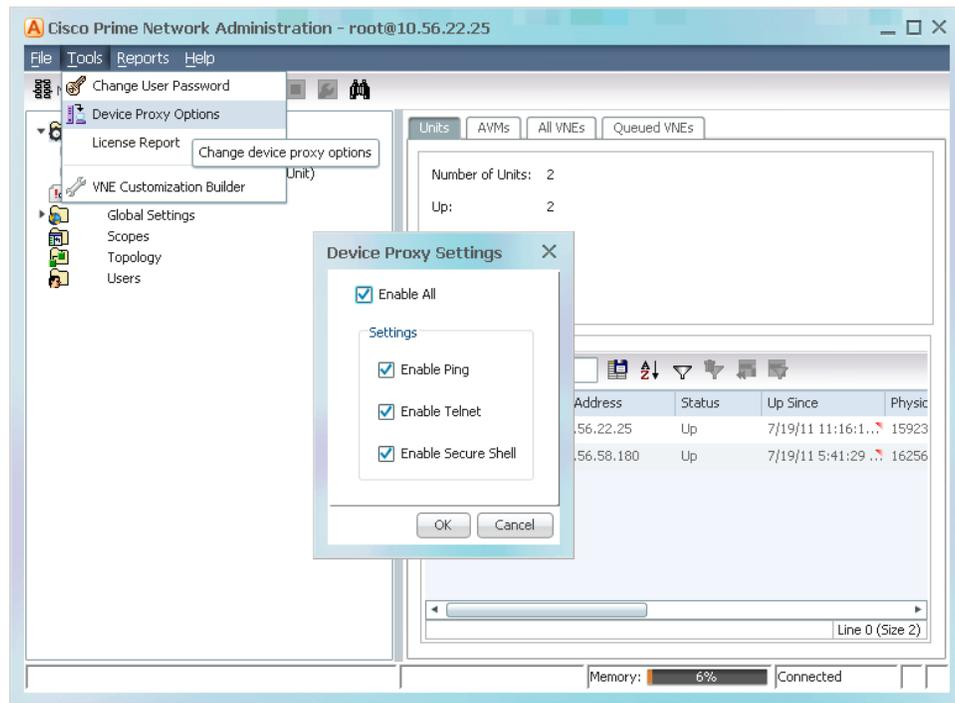 Cisco Prime Network Administration - root@10.56.22.25
File Tools Reports Help
Change User Password
Device Proxy Options
License Report
Change device proxy options
VNE Customization Builder
Unit)
Global Settings
Scopes
Topology
Users
Units AVMs All VNEs Queued VNEs
Number of Units: 2
Up: 2
Device Proxy Settings
Enable All
Settings
Enable Ping
Enable Telnet
Enable Secure Shell
OK Cancel
Address Status Up Since Physic
.56.22.25 Up 7/19/11 11:16:1... 15923
.56.58.180 Up 7/19/11 5:41:29 ... 16256
Line 0 (Size 2)
Memory: 6% Connected